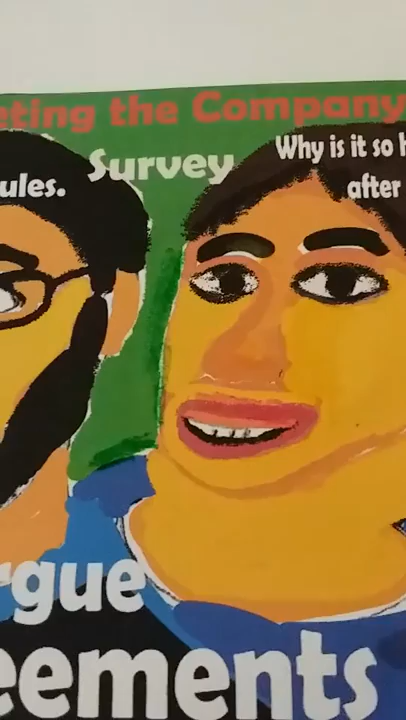 eting the Company
Survey
Why is it so h
ules.
after
rgue
eements